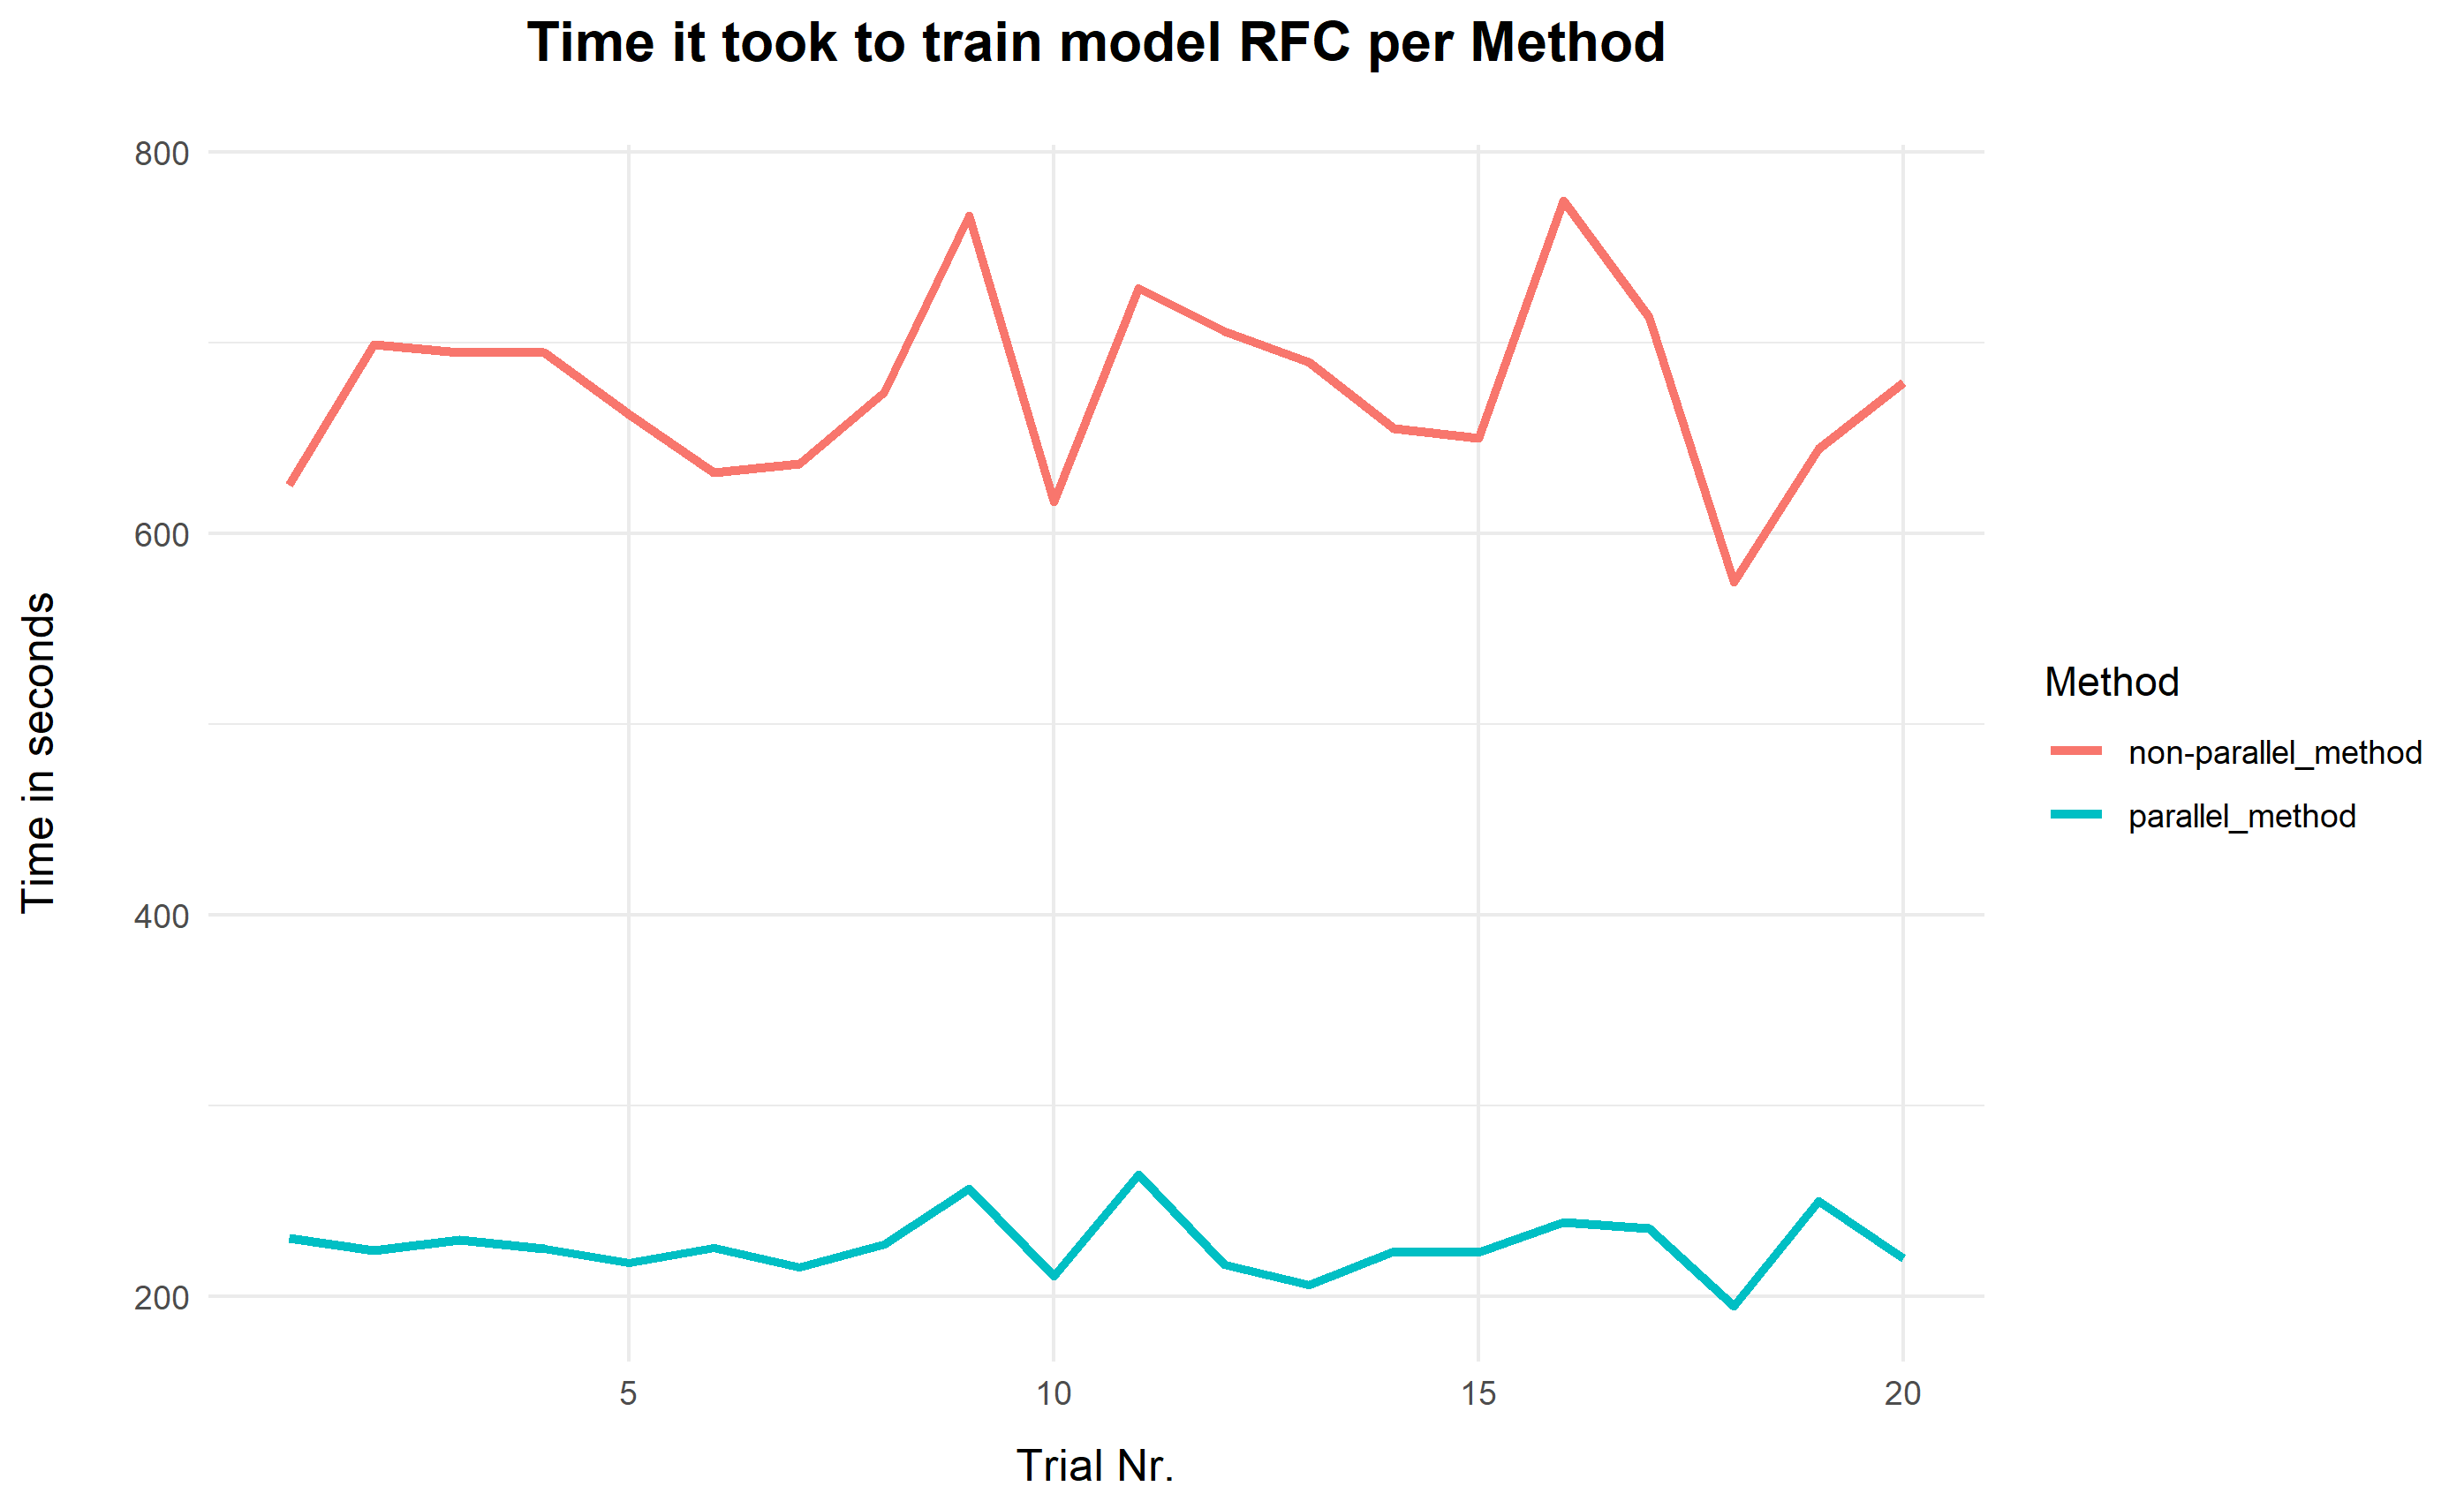 Time it took to train model RFC per Method
800
600
400
200
Time in seconds
5
10
15
20
Trial Nr.
Method
non-parallel_method
parallel_method